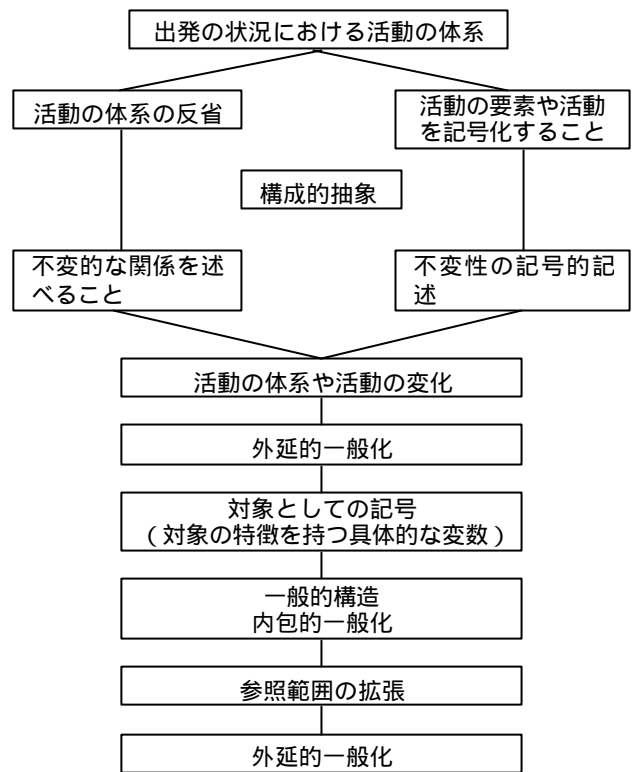 出発の状況における活動の体系
活動の体系の反省
活動の要素や活動
を記号化すること
構成的抽象
不変的な関係を述
べること
不変性の記号的記
述
活動の体系や活動の変化
外延的一般化
対象としての記号
(対象の特徴を持つ具体的な変数)
一般的構造
内包的一般化
参照範囲の拡張
外延的一般化